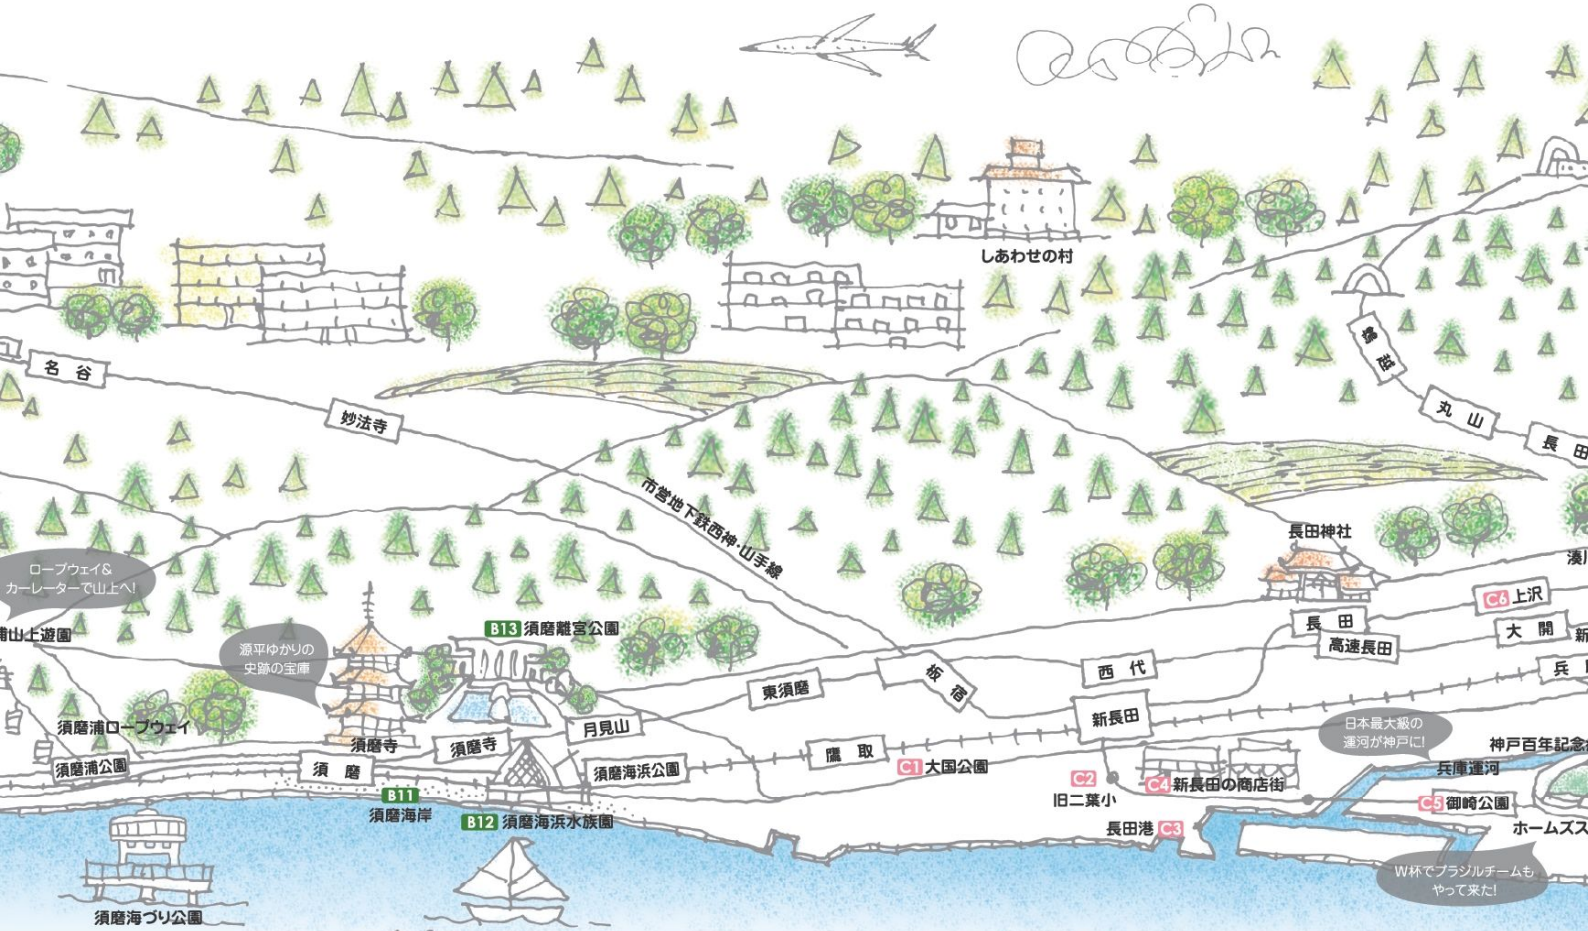 しあわせの村
名谷
妙法寺
鵯越
丸山
長田
市営地下鉄西神・山手線
長田神社
ロープウェイ&
カーレーターで山上へ!
浦山上遊園
源平ゆかりの
史跡の宝庫
B13 須磨離宮公園
C6 上沢
長田
高速長田
大開
板宿
西代
東須磨
新長田
月見山
須磨浦ロープウェイ
須磨寺
須磨寺
須磨浦公園
須磨
須磨海浜公園
鷹取
C1 大国公園
日本最大級の
運河が神戸に!
神戸百年記念
兵庫運河
C2
旧二葉小
C4 新長田の商店街
C5 御崎公園
B11
須磨海岸
B12 須磨海浜水族園
長田港 C3
ホームズス
W杯でブラジルチームも
やって来た!
須磨海づり公園
湊川
新
兵